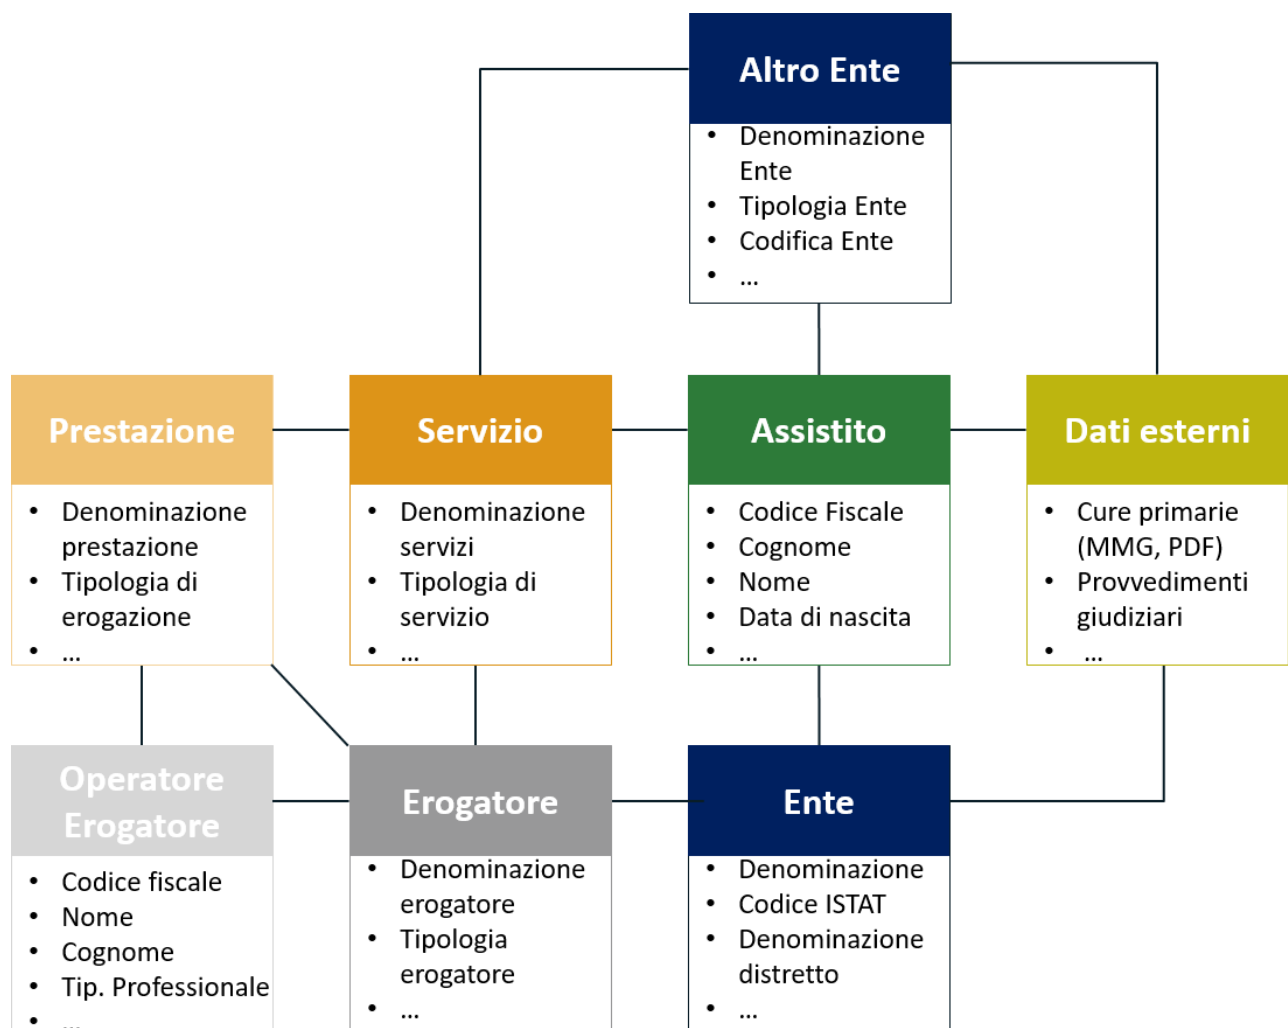 Altro Ente
• Denominazione
Ente
• Tipologia Ente
• Codifica Ente
• ...
Prestazione
• Denominazione
prestazione
• Tipologia di
erogazione
• ...
Servizio
• Denominazione
servizi
• Tipologia di
servizio
• ...
Assistito
• Codice Fiscale
• Cognome
• Nome
• Data di nascita
• ...
Dati esterni
• Cure primarie
(MMG, PDF)
• Provvedimenti
giudiziari
• ...
Operatore
Erogatore
• Codice fiscale
• Nome
• Cognome
• Tip. Professionale
• ...
Erogatore
• Denominazione
erogatore
• Tipologia
erogatore
• ...
Ente
• Denominazione
• Codice ISTAT
• Denominazione
distretto
• ...